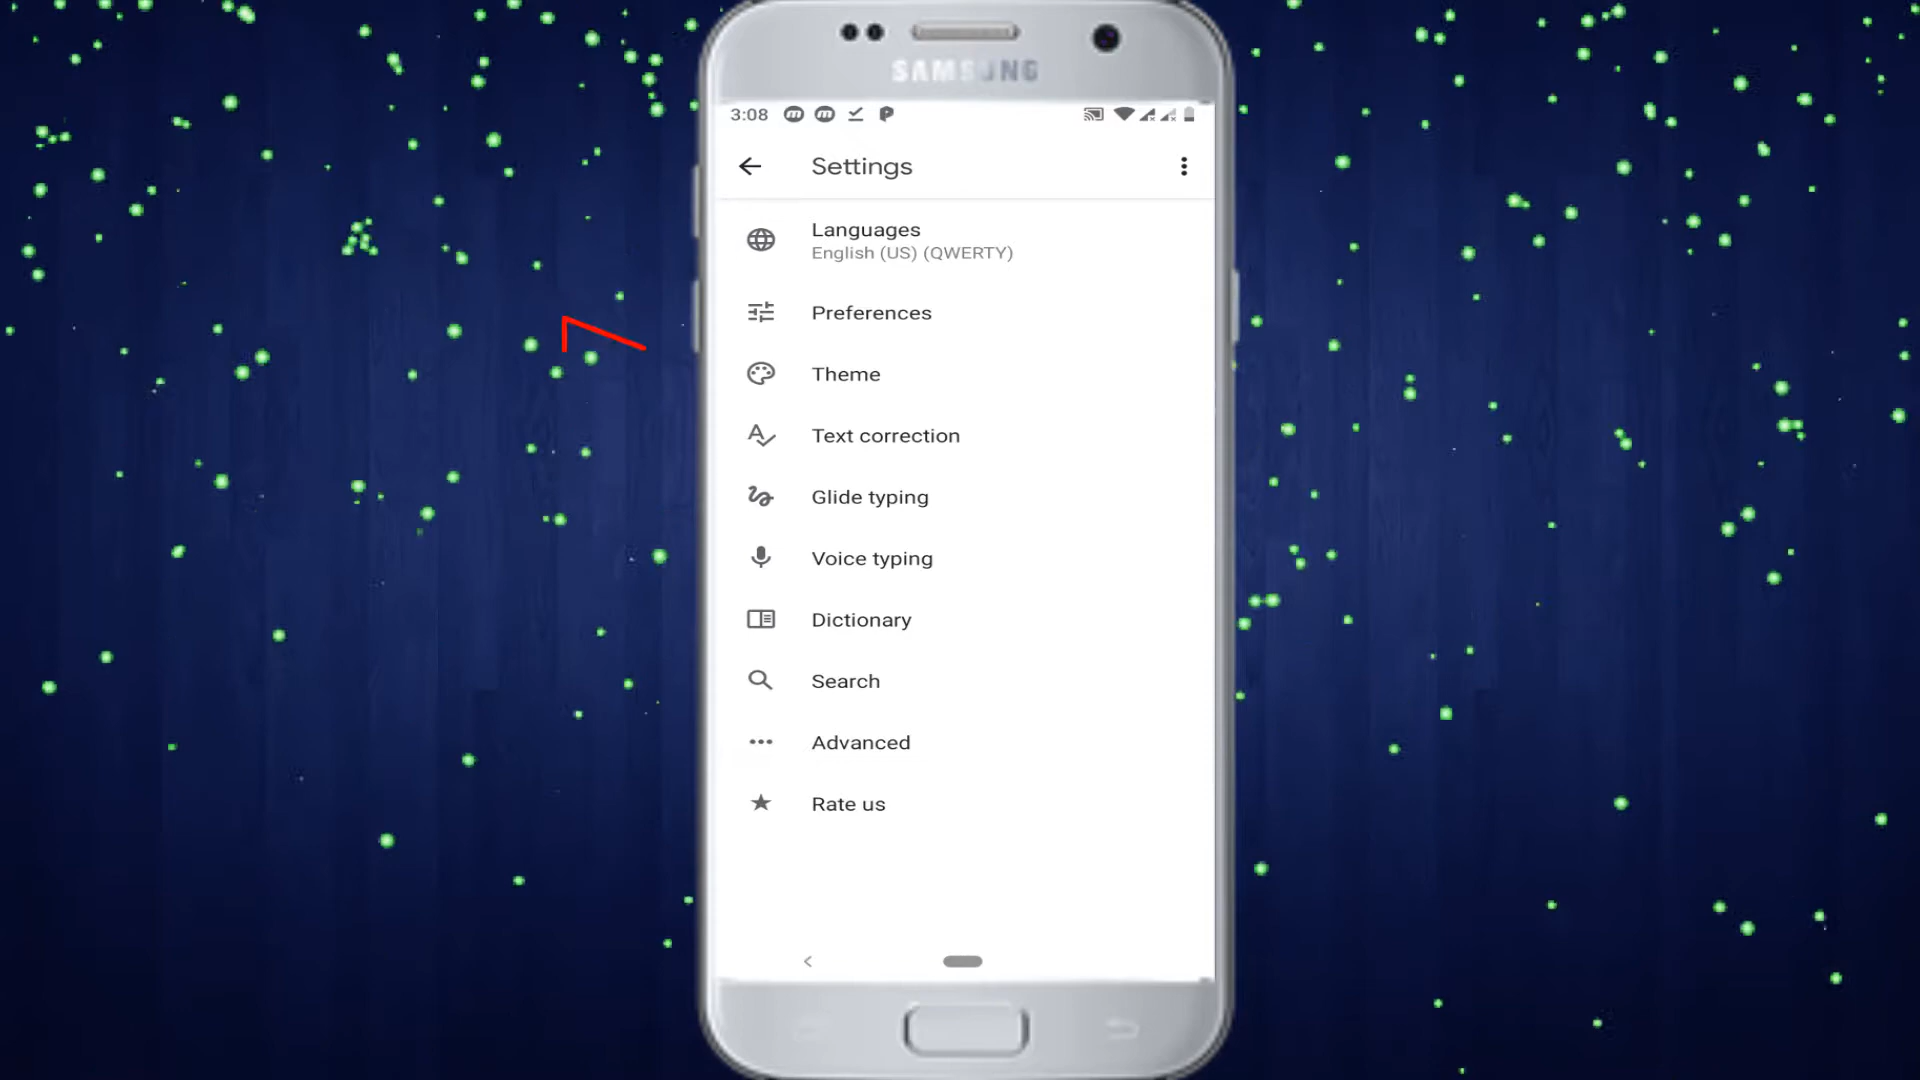 SAMSUNG
3:08
Settings
Languages
English (US) (QWERTY)
Preferences
Theme
Text correction
Glide typing
Voice typing
Dictionary
Search
Advanced
Rate us